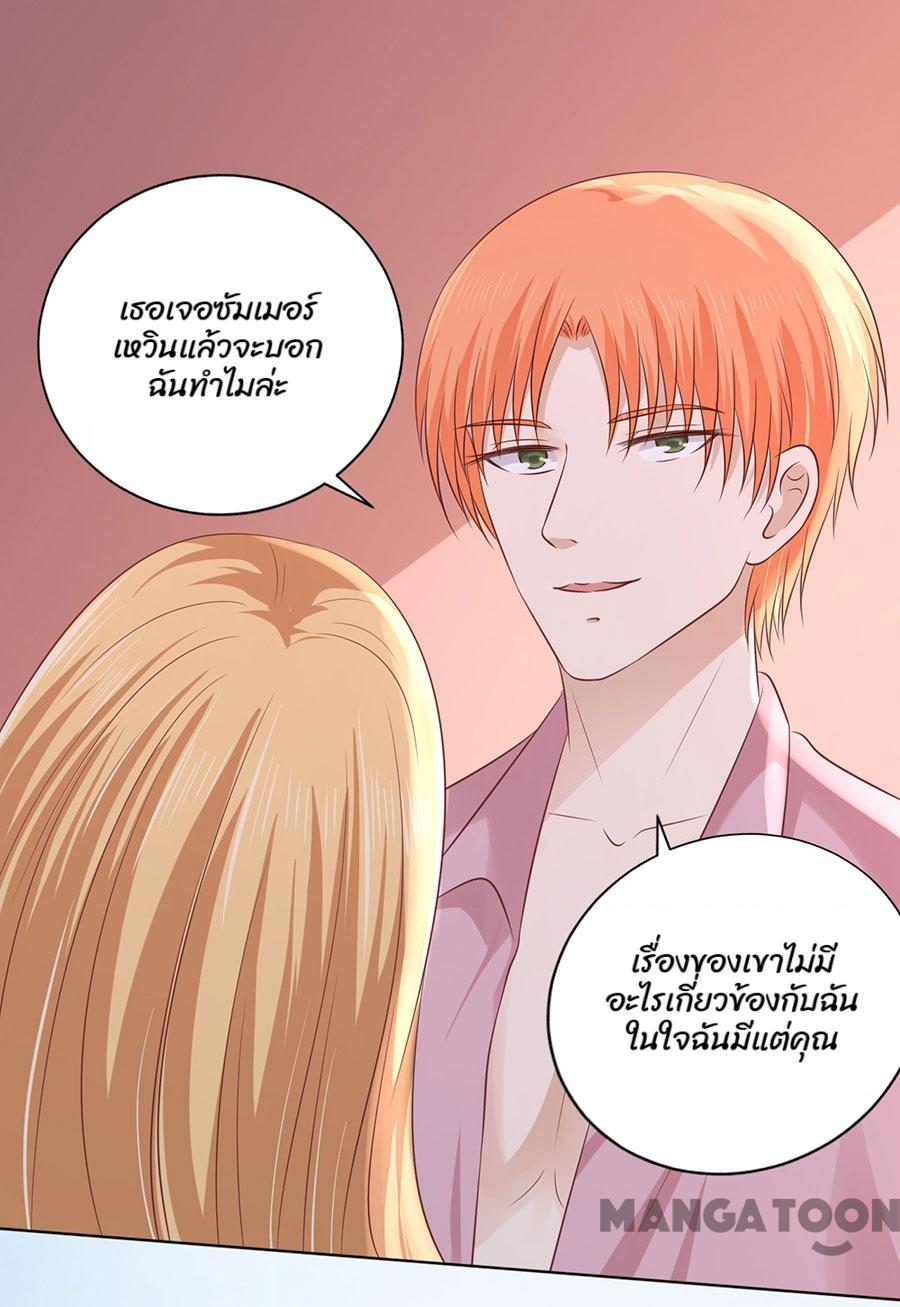 เธอเจอซัมเมอร์
เหวินแล้วจะบอก
ฉันทำไมล่ะ
เรื่องของเขาไม่มี
อะไรเกี่ยวข้องกับฉัน
ในใจฉันมีแต่คุณ
MANGATOON